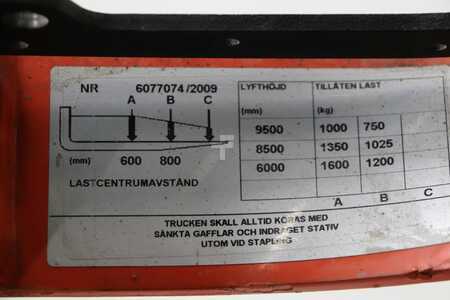 NR 6077074/2009
A B C
(mm) 600 800
LASTCENTRUMAVSTÅND
LYFTHÖJD TILLÅTEN LAST
(mm) (kg)
9500 1000 750
8500 1350 1025
6000 1600 1200
A B C
TRUCKEN SKALL ALLTID KÖRAS MED
SÄNKTA GAFFLAR OCH INDRAGET STATIV
UTOM VID STAPLING